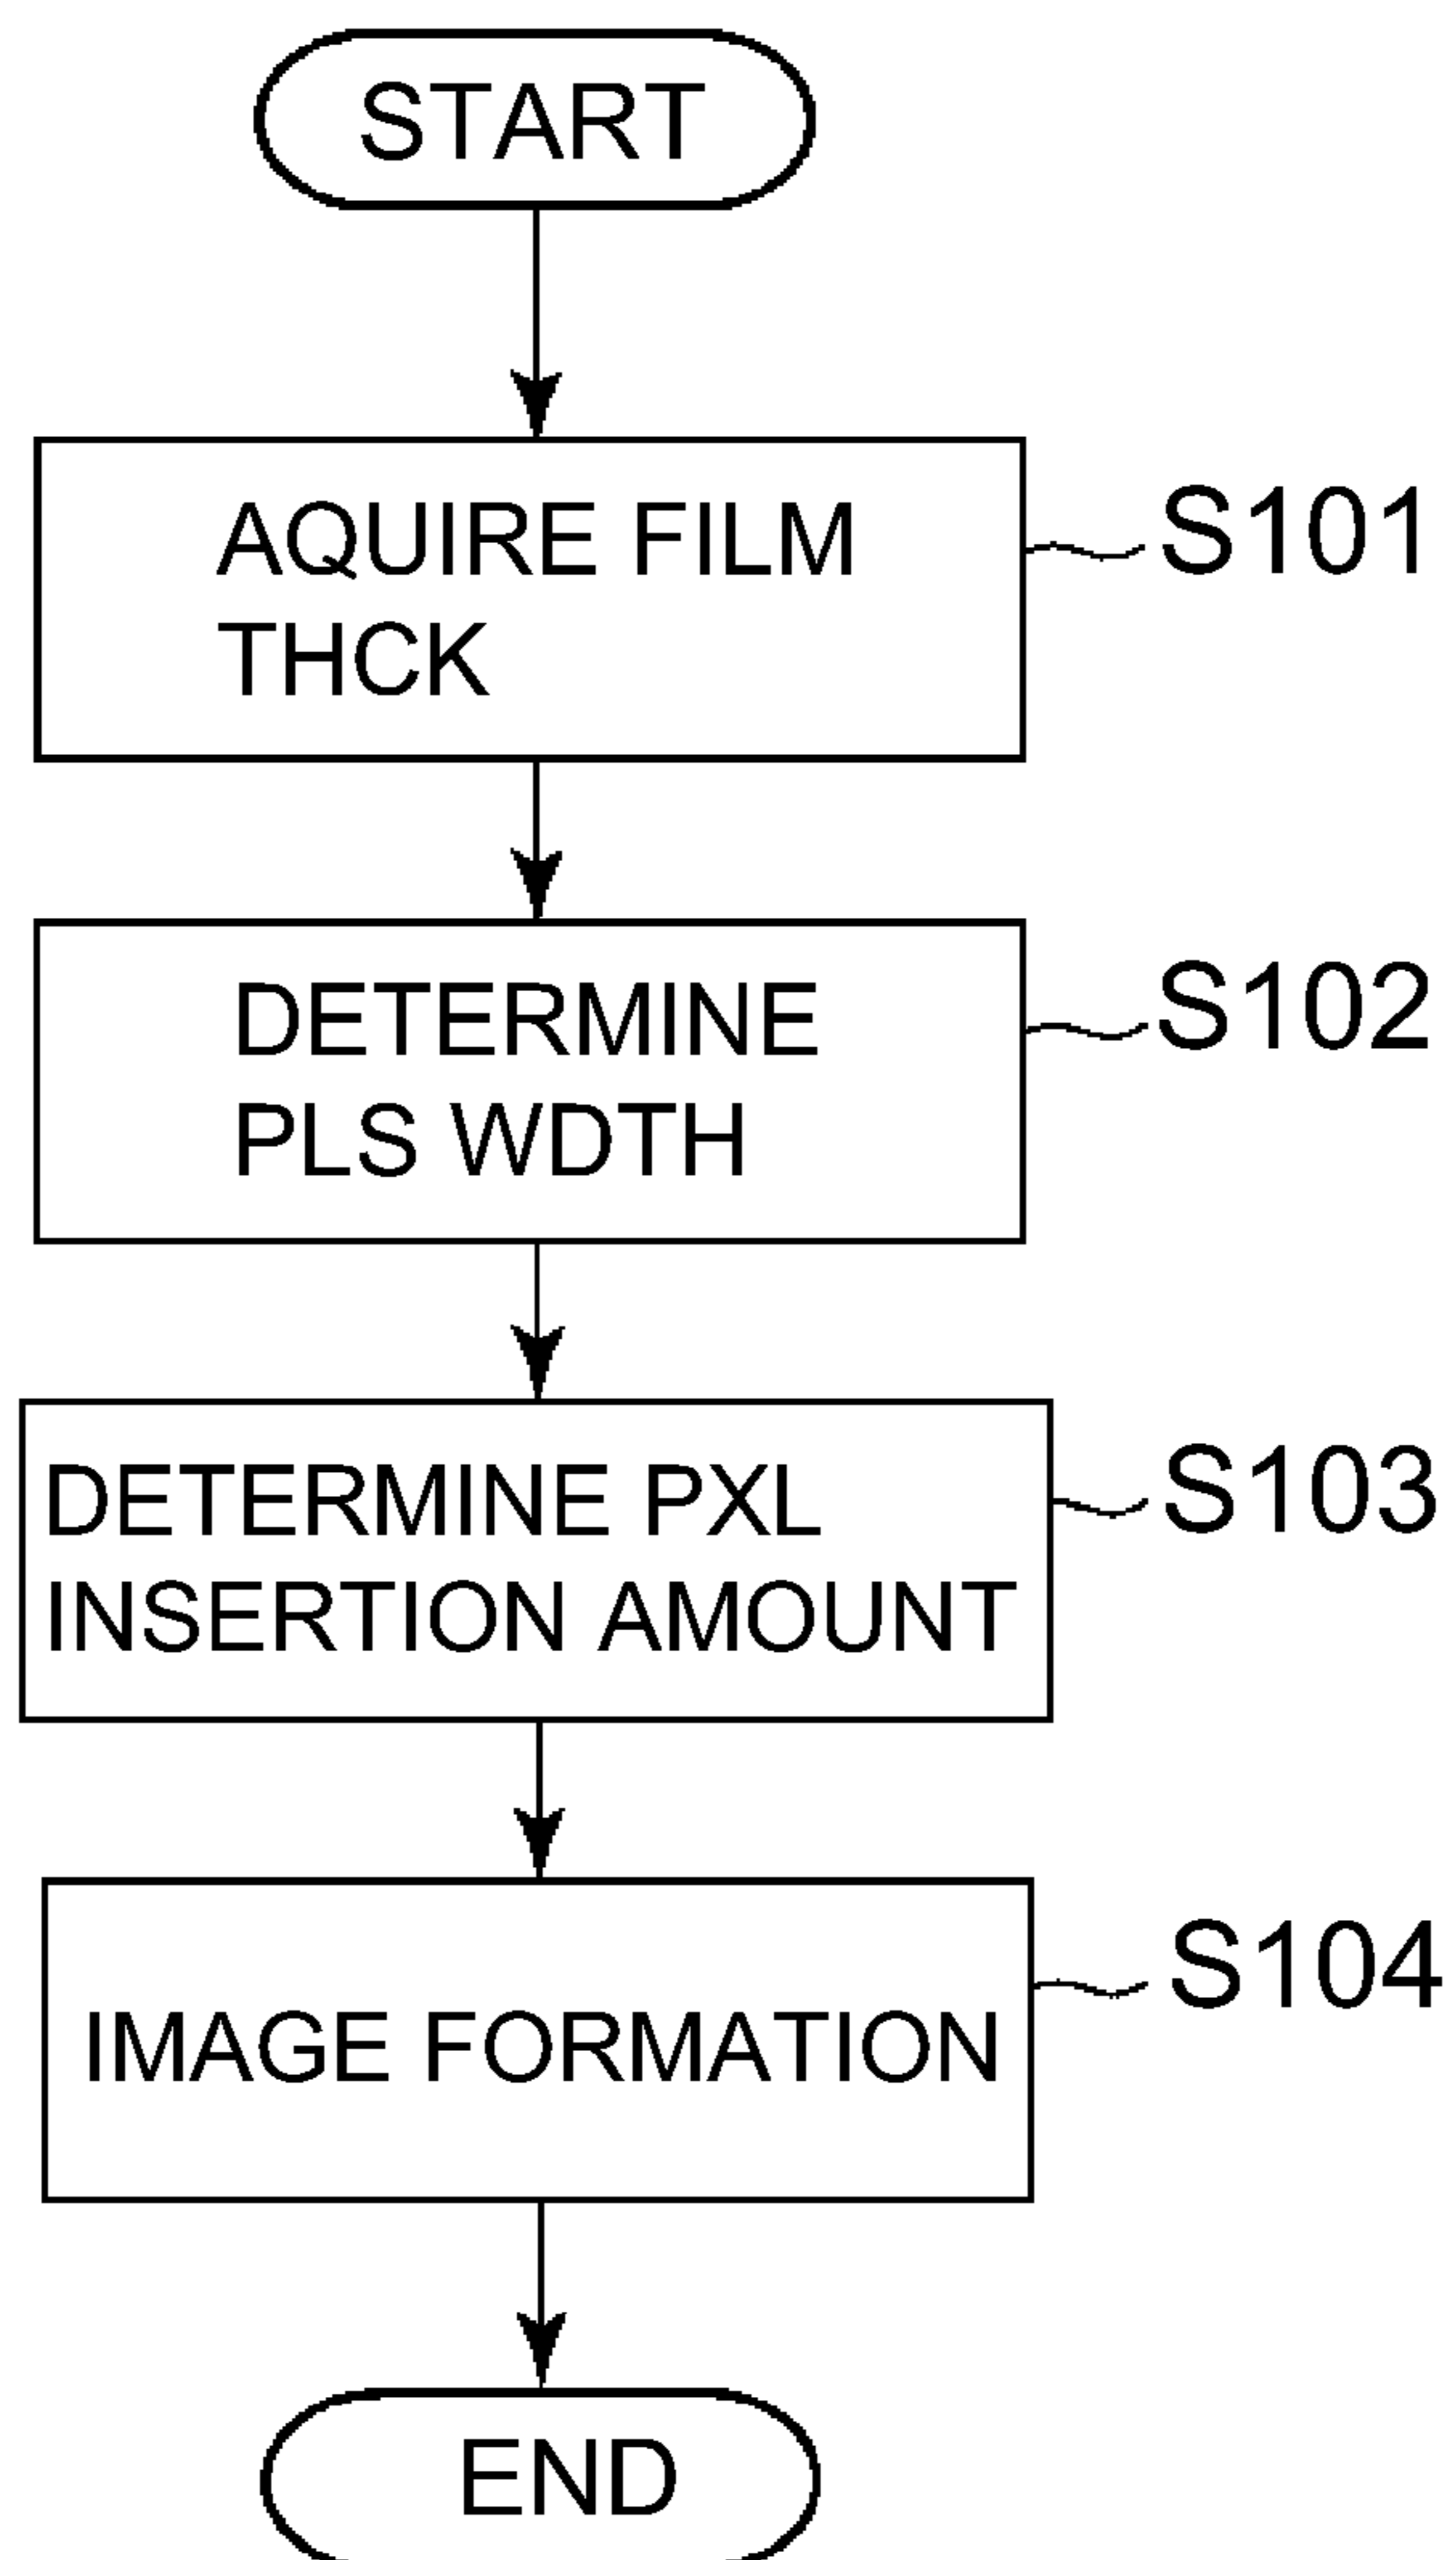 START
AQUIRE FILM
THCK
S101
DETERMINE
PLS WDTH
S102
DETERMINE PXL
INSERTION AMOUNT
S103
IMAGE FORMATION
S104
END